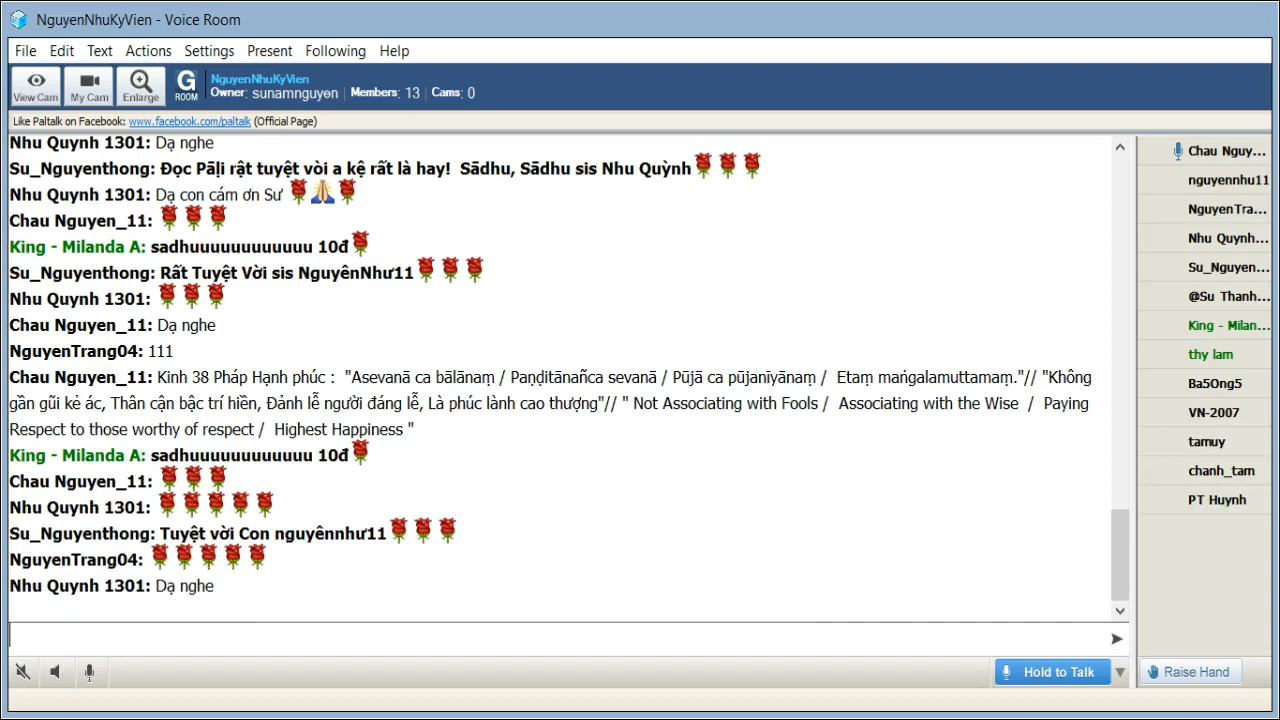 NguyenNhuKyVien - Voice Room
File Edit Text Actions Settings Present Following Help
View Cam My Cam Enlarge G ROOM
NguyenNhuKyVien
Owner: sunamnguyen Members: 13 Cams: 0
Like Paltalk on Facebook: www.facebook.com/paltalk (Official Page)
Nhu Quynh 1301: Dạ nghe
Su_Nguyenthong: Đọc Pāḷi rật tuyệt vòi a kệ rất là hay! Sādhu, Sādhu sis Nhu Quỳnh
Nhu Quynh 1301: Dạ con cám ơn Sư
Chau Nguyen_11:
King - Milanda A: sadhuuuuuuuuuuuu 10đ
Su_Nguyenthong: Rất Tuyệt Vời sis NguyênNhư11
Nhu Quynh 1301:
Chau Nguyen_11: Dạ nghe
NguyenTrang04: 111
Chau Nguyen_11: Kinh 38 Pháp Hạnh phúc : "Asevanā ca bālānaṃ / Paṇḍitānañca sevanā / Pūjā ca pūjanīyānaṃ / Etaṃ maṅgalamuttamaṃ."// "Không
gần gũi kẻ ác, Thân cận bậc trí hiền, Đảnh lễ người đáng lễ, Là phúc lành cao thượng"// " Not Associating with Fools / Associating with the Wise / Paying
Respect to those worthy of respect / Highest Happiness "
King - Milanda A: sadhuuuuuuuuuuuu 10đ
Chau Nguyen_11:
Nhu Quynh 1301:
Su_Nguyenthong: Tuyệt vời Con nguyênnhư11
NguyenTrang04:
Nhu Quynh 1301: Dạ nghe
Hold to Talk
Chau Nguy...
nguyennhu11
NguyenTra...
Nhu Quynh...
Su_Nguyen...
@Su Thanh...
King - Milan...
thy lam
Ba5Ong5
VN-2007
tamuy
chanh_tam
PT Huynh
Raise Hand